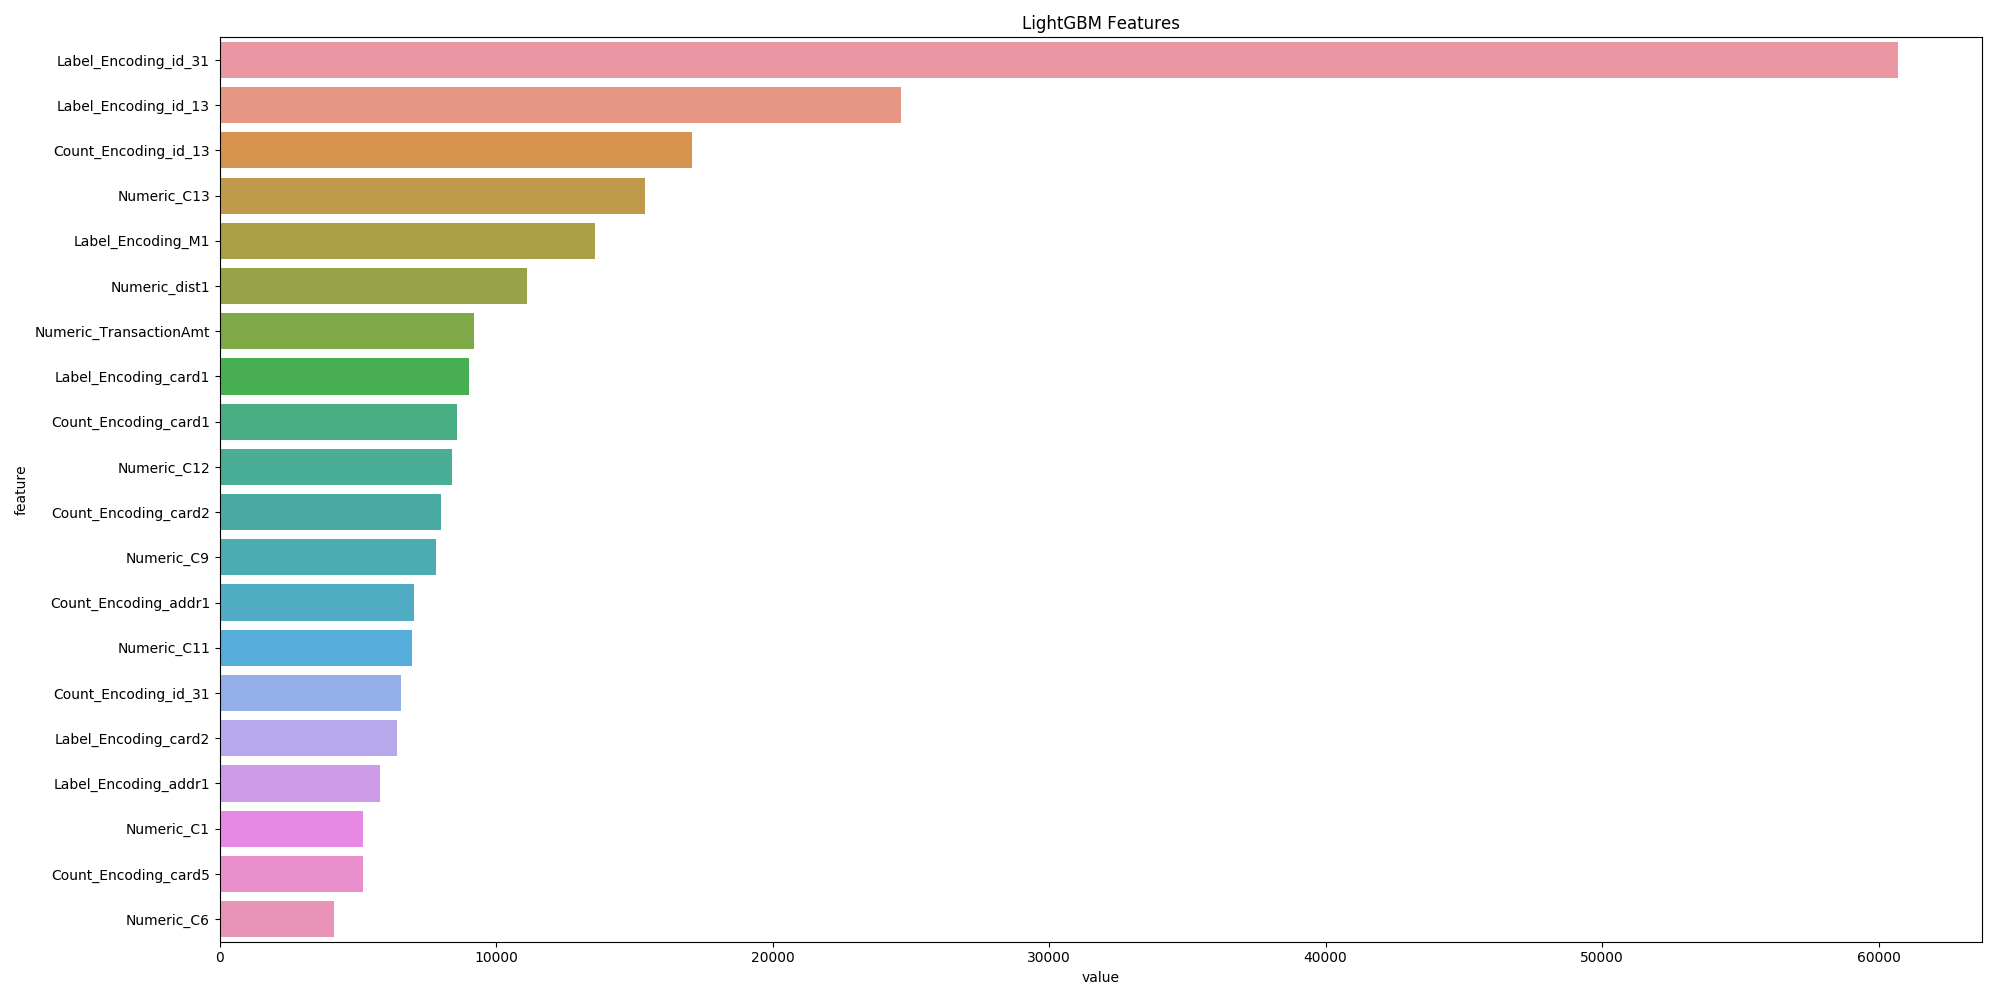 LightGBM Features
Label_Encoding_id_31
Label_Encoding_id_13
Count_Encoding_id_13
Numeric_C13
Label_Encoding_M1
Numeric_dist1
Numeric_TransactionAmt
Label_Encoding_card1
Count_Encoding_card1
Numeric_C12
Count_Encoding_card2
Numeric_C9
Count_Encoding_addr1
Numeric_C11
Count_Encoding_id_31
Label_Encoding_card2
Label_Encoding_addr1
Numeric_C1
Count_Encoding_card5
Numeric_C6
feature
0 10000 20000 30000 40000 50000 60000
value